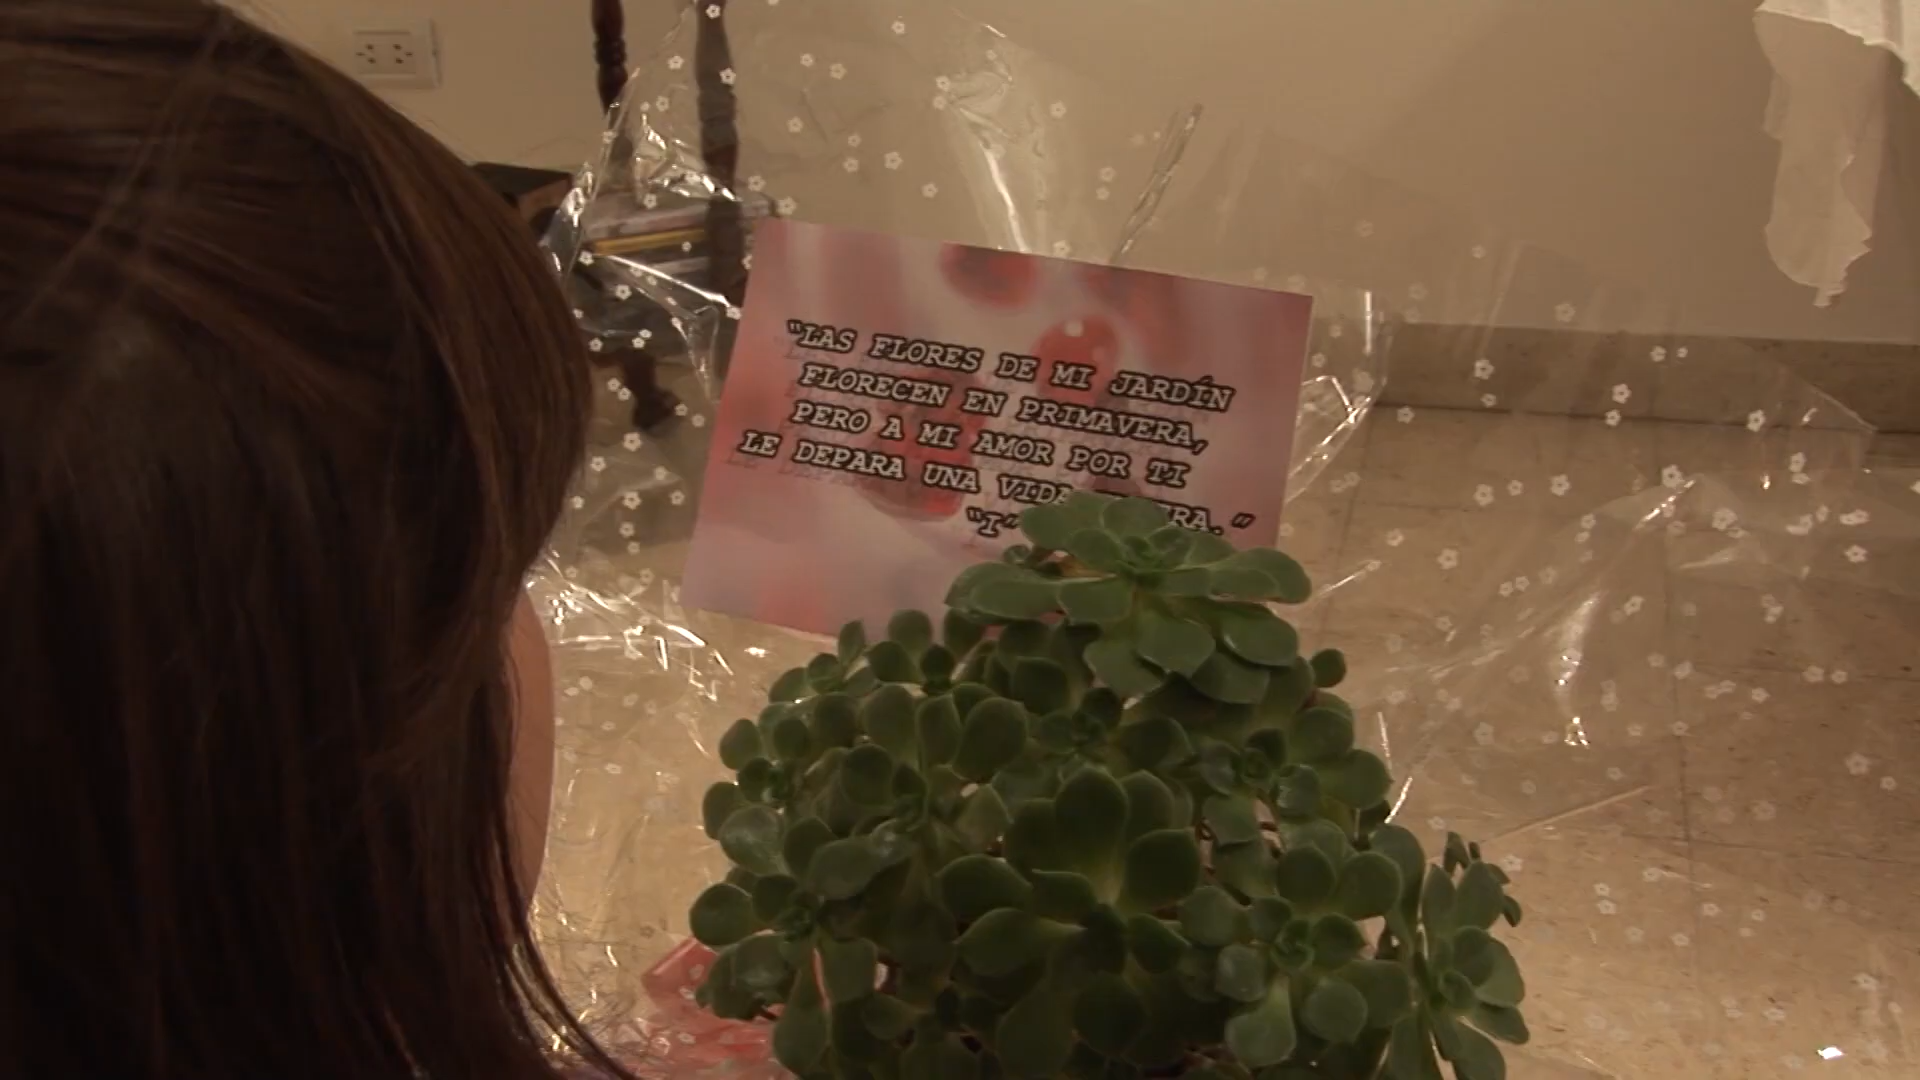 “LAS FLORES DE MI JARDÍN
FLORECEN EN PRIMAVERA,
PERO A MI AMOR POR TI
LE DEPARA UNA VIDA
“I”